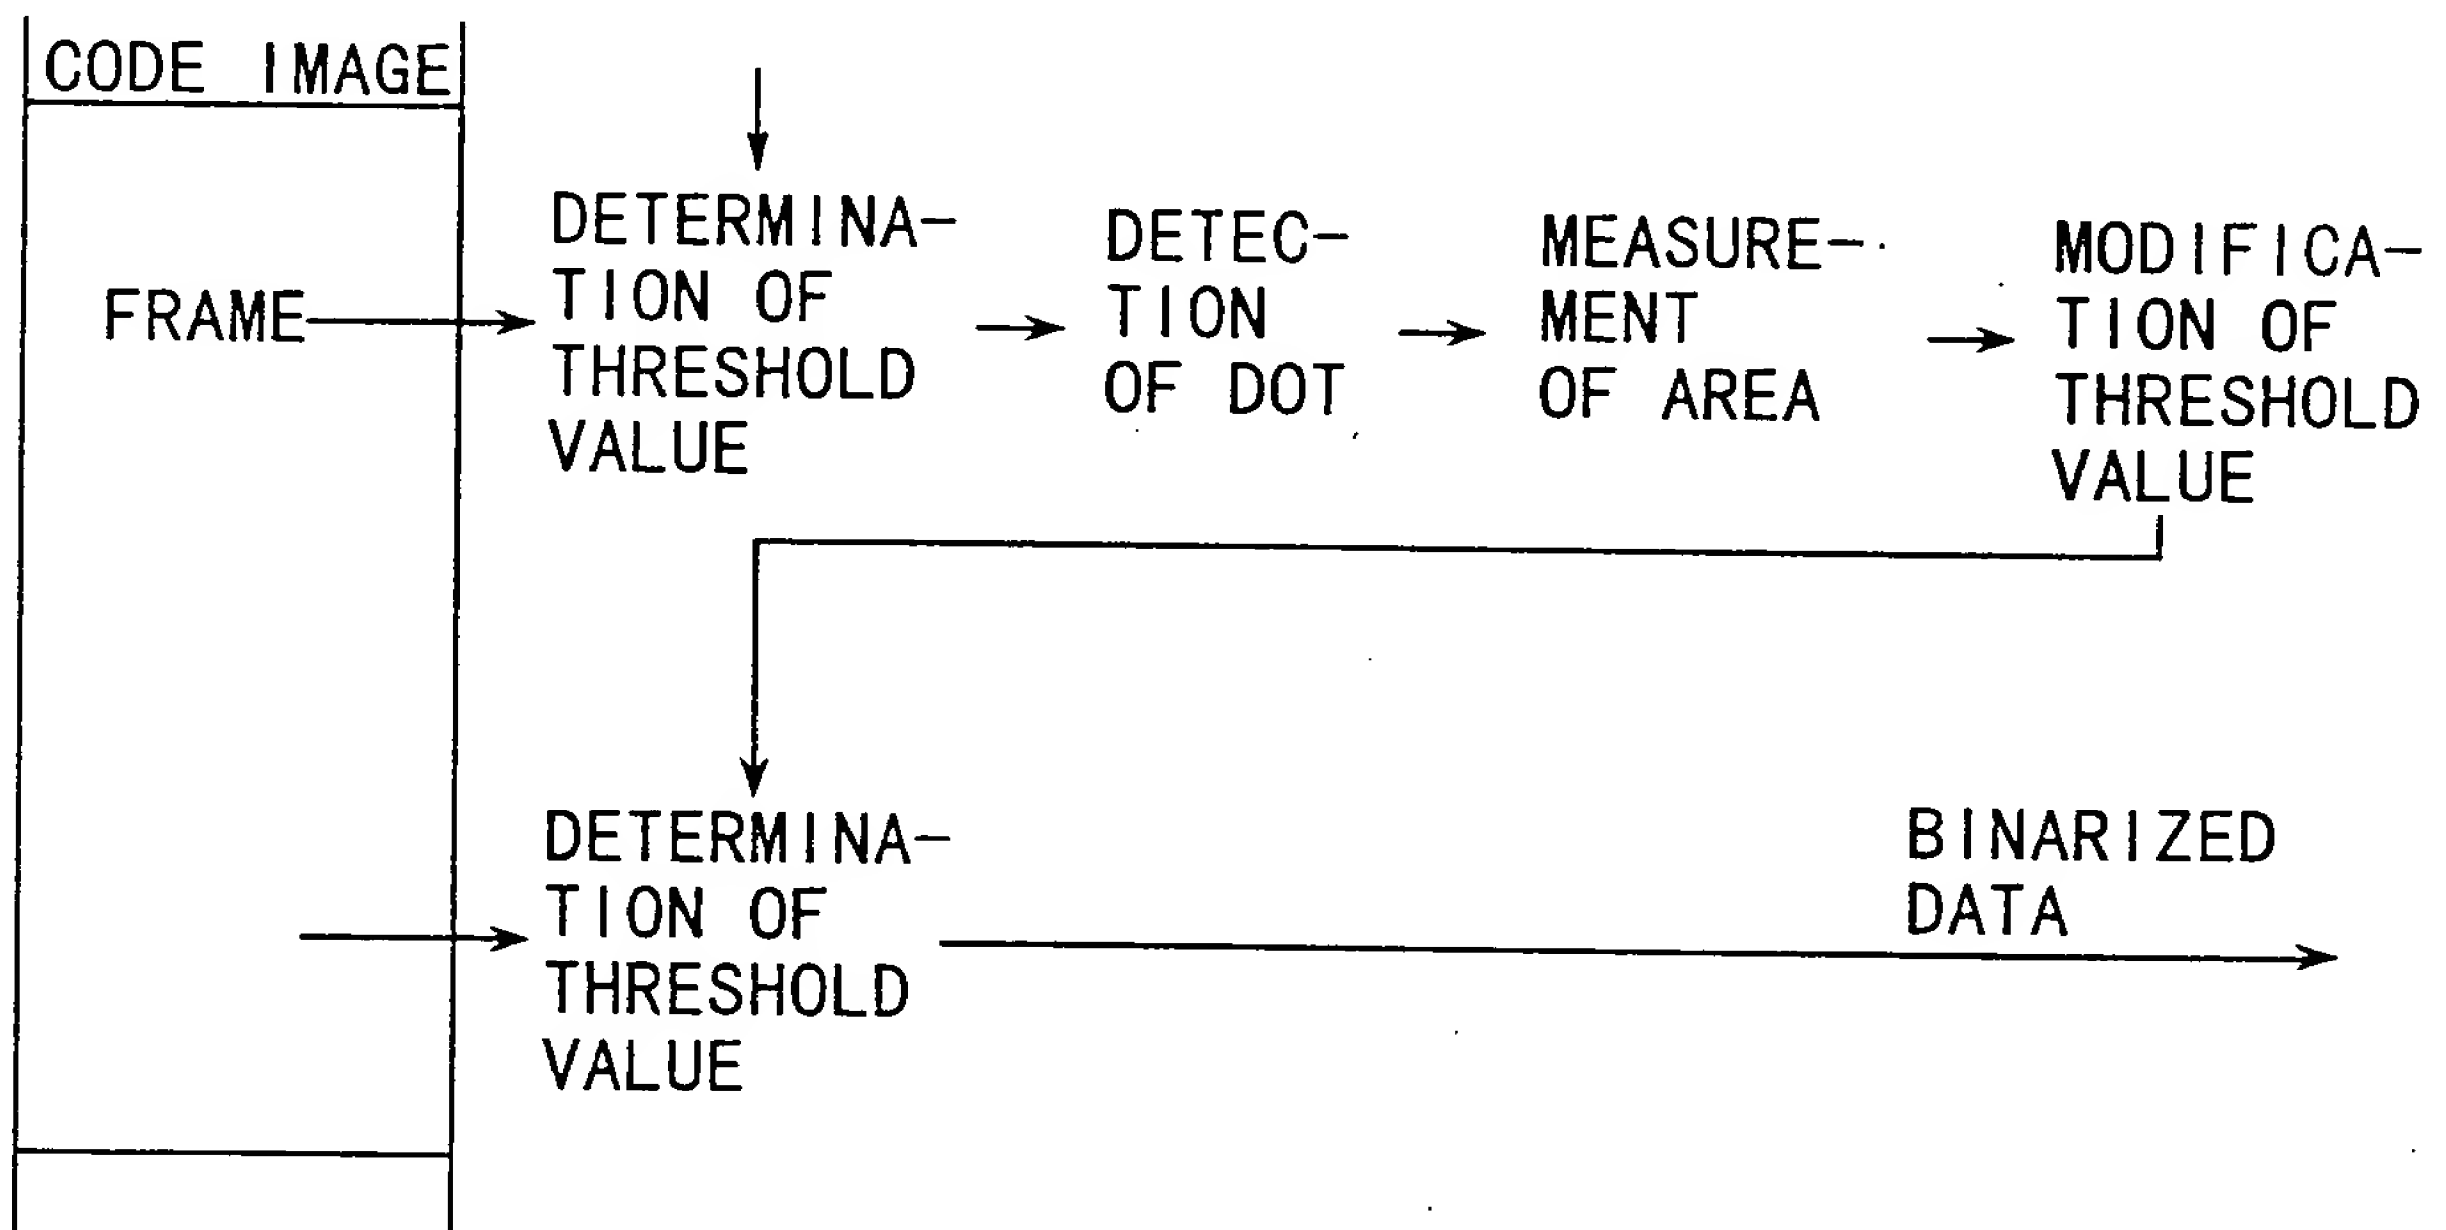 CODE IMAGE
FRAME
DETERMINA-
TION OF
THRESHOLD
VALUE
DETEC-
TION
OF DOT
MEASURE-
MENT
OF AREA
MODIFICA-
TION OF
THRESHOLD
VALUE
DETERMINA-
TION OF
THRESHOLD
VALUE
BINARIZED
DATA